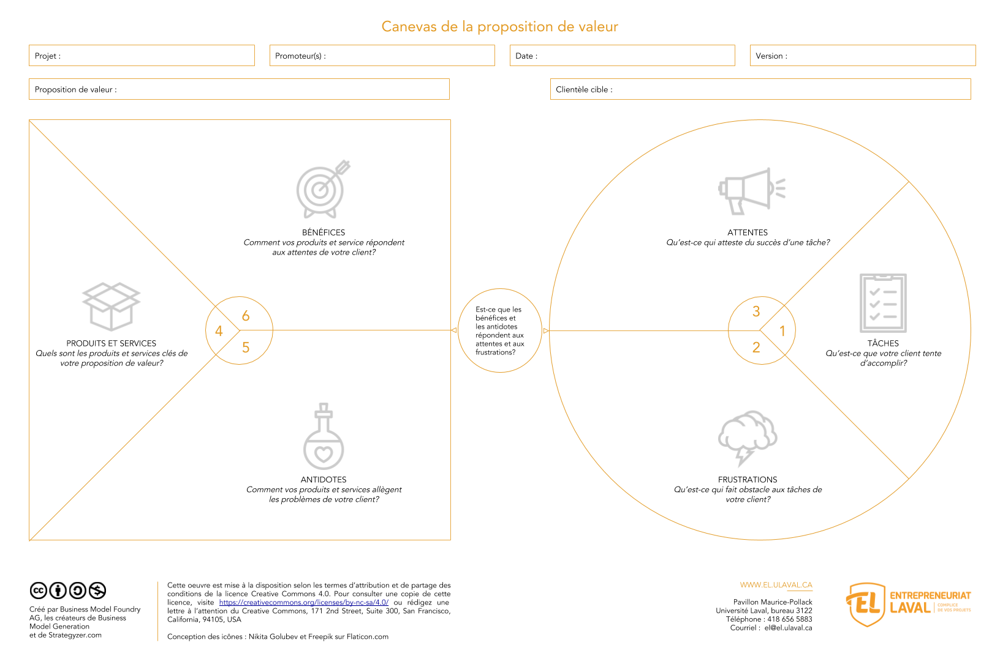 Canevas de la proposition de valeur
Projet :
Promoteur(s) :
Date :
Version :
Proposition de valeur :
Clientèle cible :
BÉNÉFICES
Comment vos produits et service répondent
aux attentes de votre client?
PRODUITS ET SERVICES
Quels sont les produits et services clés de
votre proposition de valeur?
6
4
5
ANTIDOTES
Comment vos produits et services allègent
les problèmes de votre client?
Est-ce que les
bénéfices et
les antidotes
répondent aux
attentes et aux
frustrations?
ATTENTES
Qu'est-ce qui atteste du succès d'une tâche?
3
1
2
TÂCHES
Qu'est-ce que votre client tente
d'accomplir?
FRUSTRATIONS
Qu'est-ce qui fait obstacle aux tâches de
votre client?
cc
Créé par Business Model Foundry
AG, les créateurs de Business
Model Generation
et de Strategyzer.com
Cette oeuvre est mise à la disposition selon les termes d'attribution et de partage des
conditions de la licence Creative Commons 4.0. Pour consulter une copie de cette
licence, visite https://creativecommons.org/licenses/by-nc-sa/4.0/ ou rédigez une
lettre à l'attention du Creative Commons, 171 2nd Street, Suite 300, San Francisco,
California, 94105, USA
Conception des icônes : Nikita Golubev et Freepik sur Flaticon.com
WWW.EL.ULAVAL.CA
Pavillon Maurice-Pollack
Université Laval, bureau 3122
Téléphone : 418 656 5883
Courriel : el@el.ulaval.ca
EL
ENTREPRENEURIAT
LAVAL
COMPLICE
DE VOS PROJETS